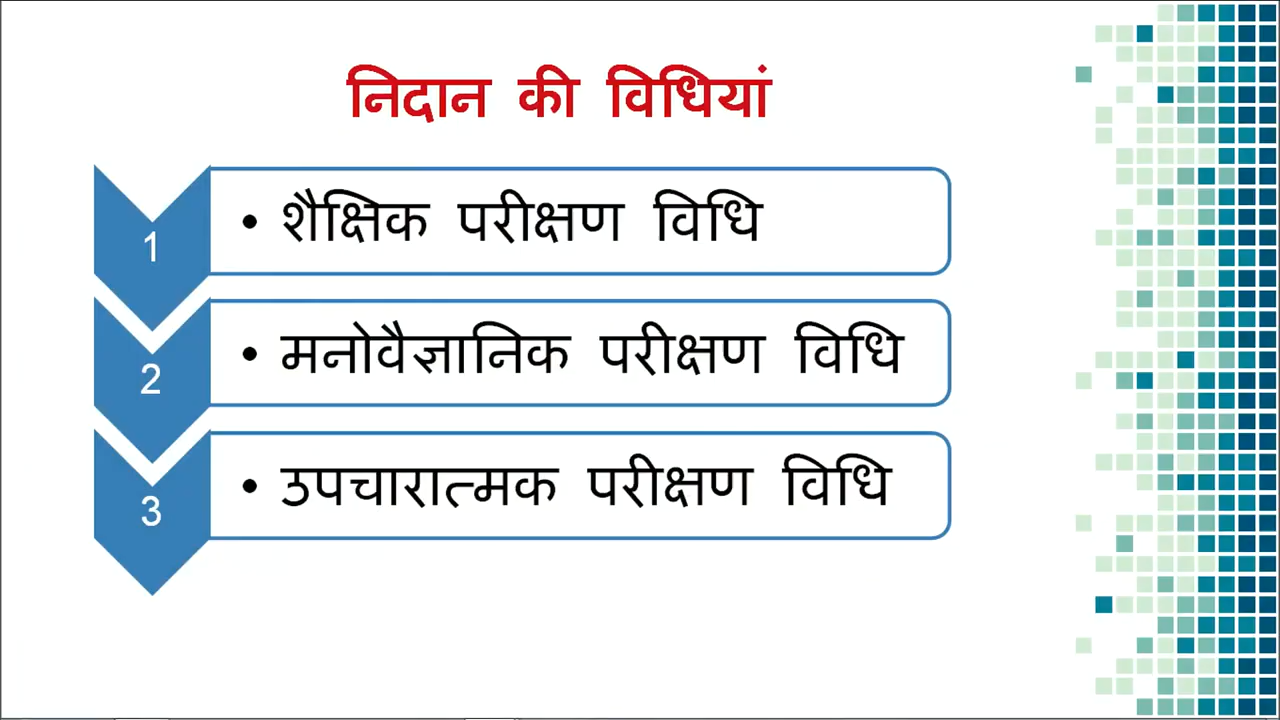 निदान की विधियां
1
• शैक्षिक परीक्षण विधि
2
• मनोवैज्ञानिक परीक्षण विधि
3
• उपचारात्मक परीक्षण विधि